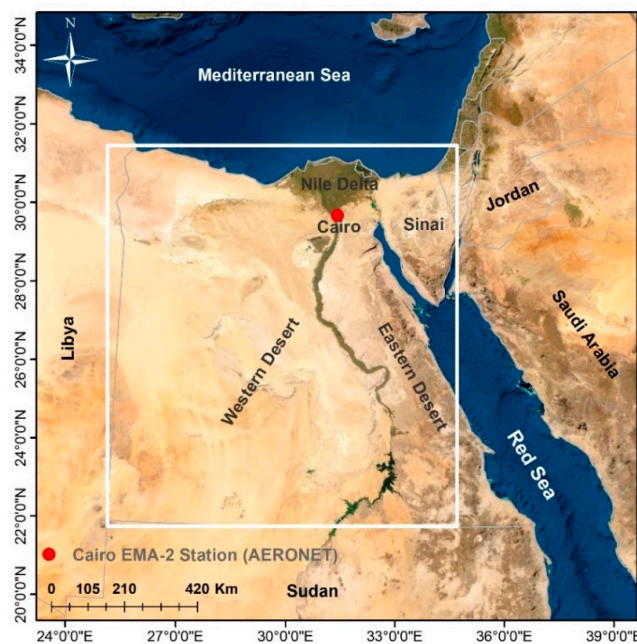 N
Mediterranean Sea
Nile Delta
Cairo
Sinai
Jordan
Saudi Arabia
Libya
Western Desert
Eastern Desert
Red Sea
Sudan
Cairo EMA-2 Station (AERONET)
0 105 210 420 Km
34°0'0"N
32°0'0"N
30°0'0"N
28°0'0"N
26°0'0"N
24°0'0"N
22°0'0"N
20°0'0"N
24°0'0"E 27°0'0"E 30°0'0"E 33°0'0"E 36°0'0"E 39°0'0"E